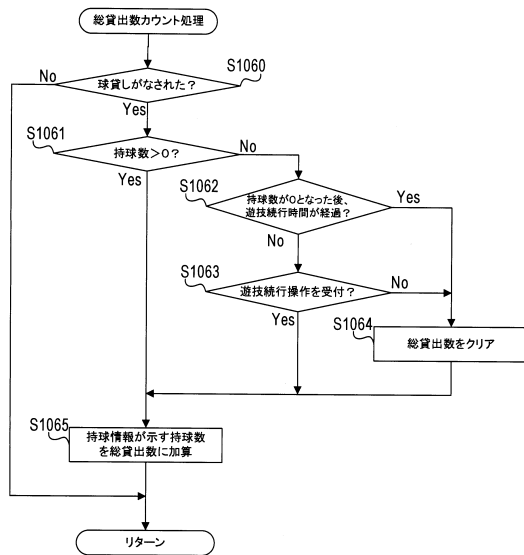 総貸出数カウント処理
No
球貸しがなされた？
S1060
Yes
S1061
持球数＞０？
No
Yes
S1062
持球数が０となった後、
遊技続行時間が経過？
Yes
No
S1063
遊技続行操作を受付？
No
Yes
S1064
総貸出数をクリア
S1065
持球情報が示す持球数
を総貸出数に加算
リターン